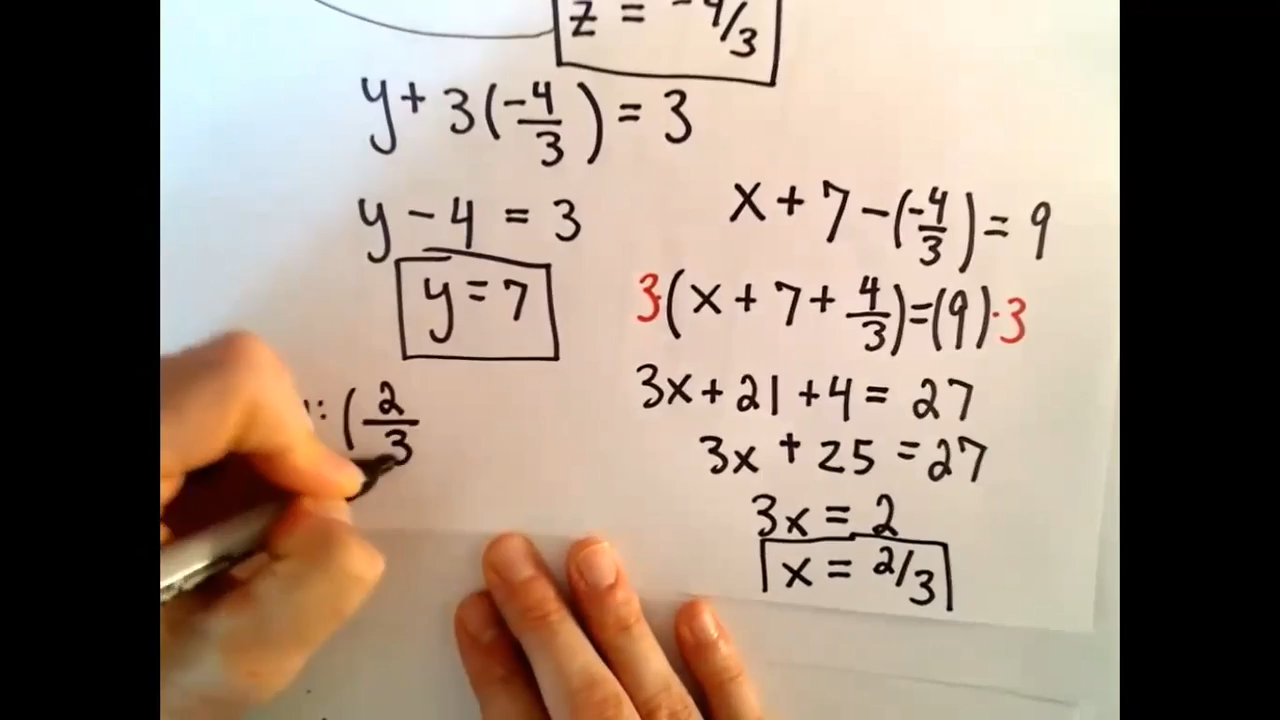 z = -4/3
y + 3(-4/3) = 3
y - 4 = 3
y = 7
x + 7 - (-4/3) = 9
3·(x + 7 + 4/3) = (9)·3
3x + 21 + 4 = 27
3x + 25 = 27
3x = 2
x = 2/3
: (2/3